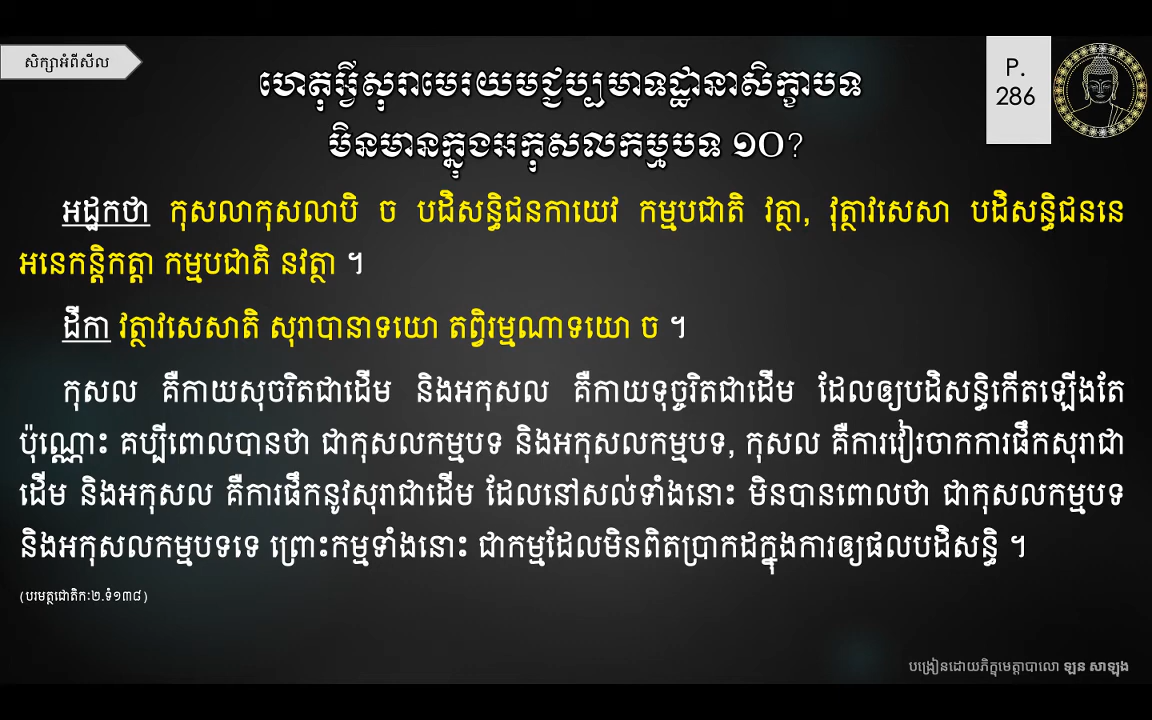 សិក្សាអំពីសីល
P.
286
ហេតុអ្វីសុរាមេរយមជ្ជប្បមាទដ្ឋានាសិក្ខាបទ
មិនមានក្នុងអកុសលកម្មបទ ១០?
អដ្ឋកថា កុសលាកុសលាបិ ច បដិសន្ធិជនកាយេវ កម្មបជាតិ វត្ថា, វុត្ថាវសេសា បដិសន្ធិជននេ
អនេកន្តិកត្តា កម្មបជាតិ នវត្ថា ។
ដីកា វត្ថាវសេសាតិ សុរាបានាទយោ តព្វិរម្មណាទយោ ច ។
កុសល គឺកាយសុចរិតជាដើម និងអកុសល គឺកាយទុច្ចរិតជាដើម ដែលឲ្យបដិសន្ធិកើតឡើងតែ
ប៉ុណ្ណោះ គប្បីពោលបានថា ជាកុសលកម្មបទ និងអកុសលកម្មបទ, កុសល គឺការវៀរចាកការផឹកសុរាជា
ដើម និងអកុសល គឺការផឹកនូវសុរាជាដើម ដែលនៅសល់ទាំងនោះ មិនបានពោលថា ជាកុសលកម្មបទ
និងអកុសលកម្មបទទេ ព្រោះកម្មទាំងនោះ ជាកម្មដែលមិនពិតប្រាកដក្នុងការឲ្យផលបដិសន្ធិ ។
(បរមត្ថជោតិកៈ២.ទំ១៣៨)
បង្រៀនដោយភិក្ខុមេត្តាបាលោ ឡន សាឡុង